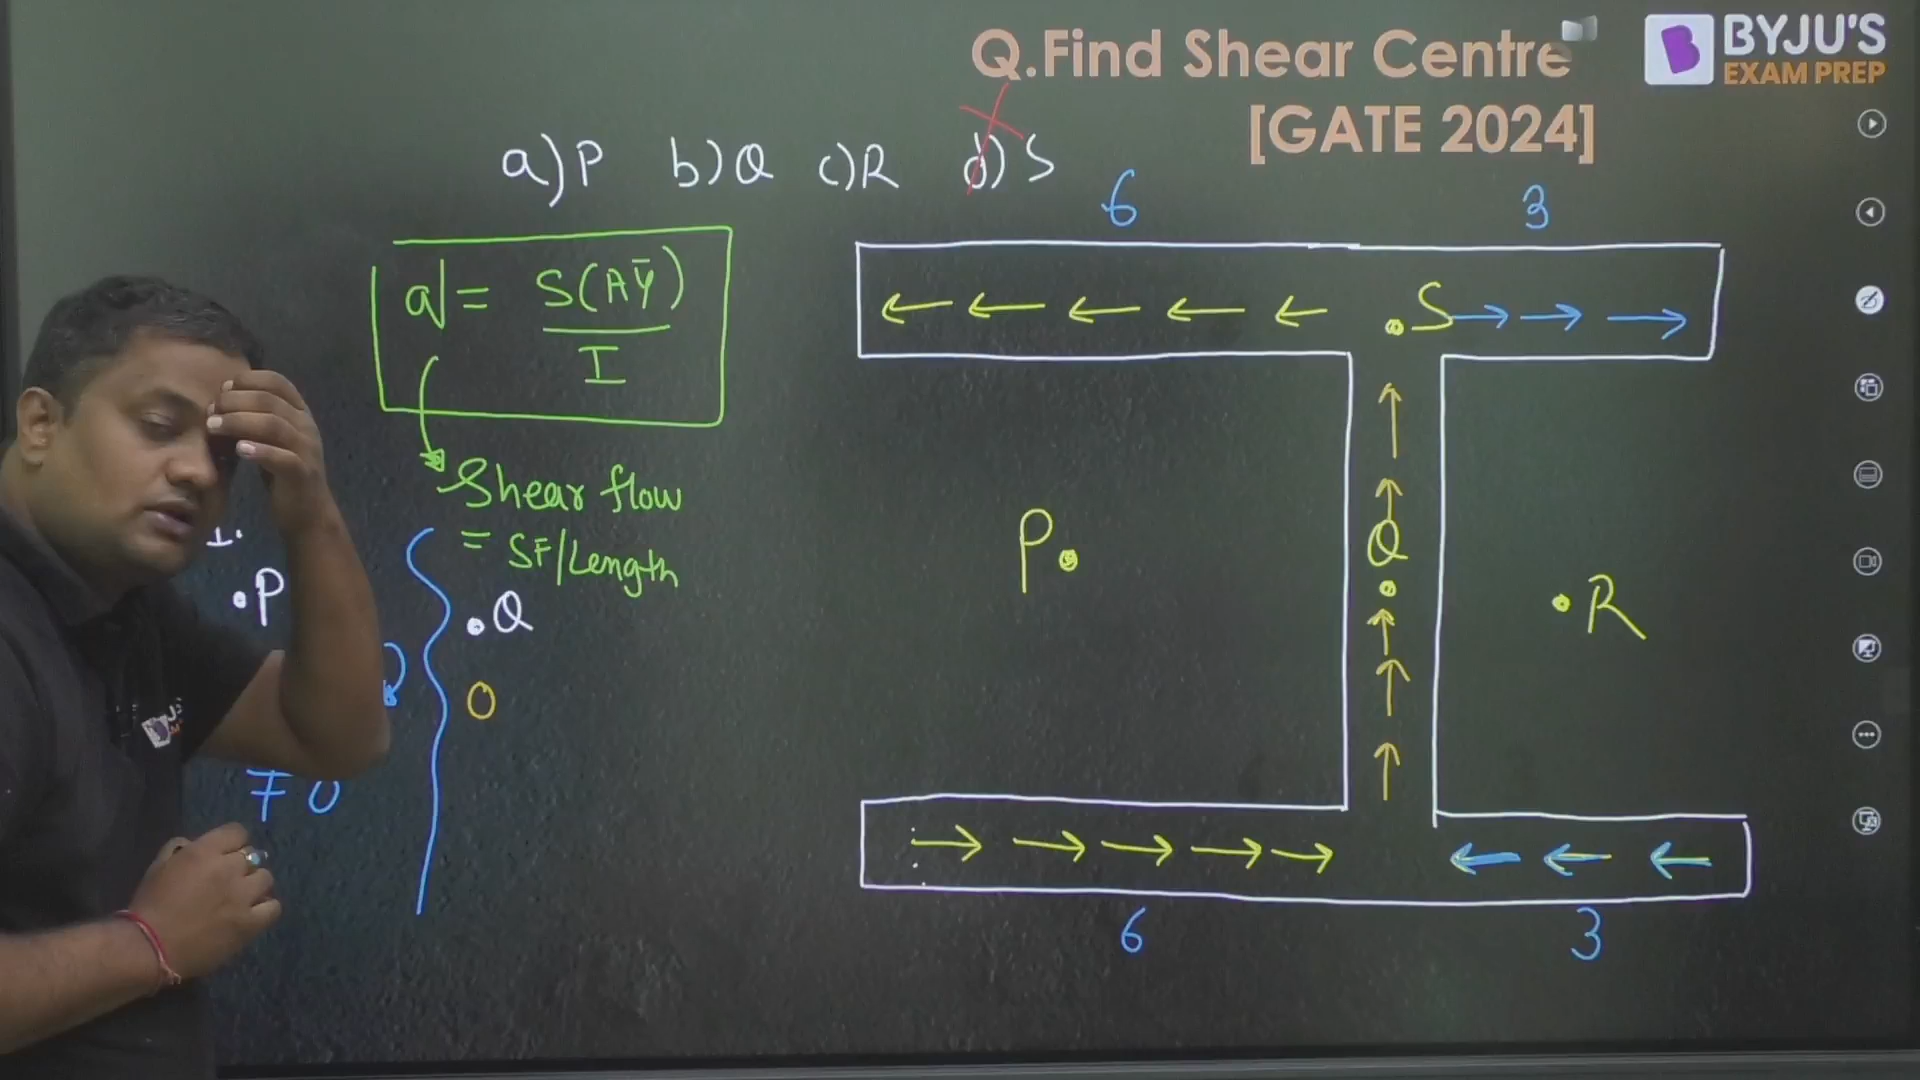 Q.Find Shear Centre
[GATE 2024]
BYJU'S
EXAM PREP
a) P b) Q c) R d) S
6 3
q = S(AȲ)
I
S
Shear flow
= SF/Length
P
Q
R
.P
.Q
0
≠ 0
6 3